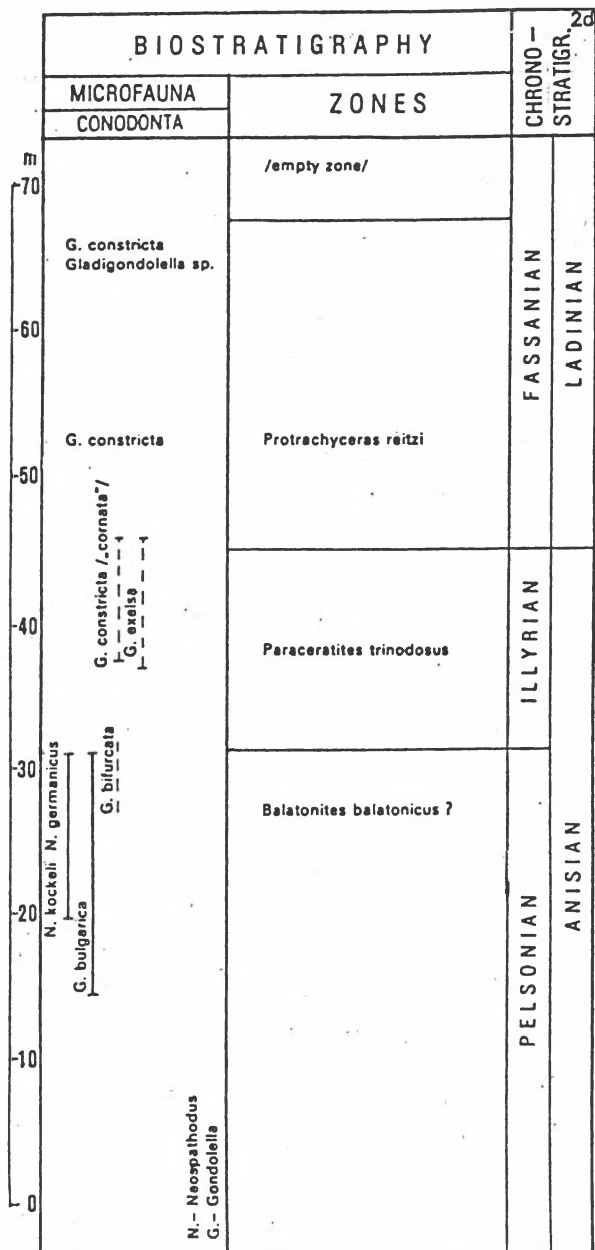 2d
BIOSTRATIGRAPHY
CHRONO-
STRATIGR.
MICROFAUNA
CONODONTA
ZONES
m
-70
-60
-50
-40
-30
-20
-10
-0
G. constricta
Gladigondolella sp.
G. constricta
G. constricta /„cornata"/
G. exelsa
G. bifurcata
N. kockeli N. germanicus
G. bulgarica
N.- Neospathodus
G.- Gondolella
/empty zone/
Protrachyceras reitzi
Paraceratites trinodosus
Balatonites balatonicus ?
FASSANIAN
ILLYRIAN
PELSONIAN
LADINIAN
ANISIAN